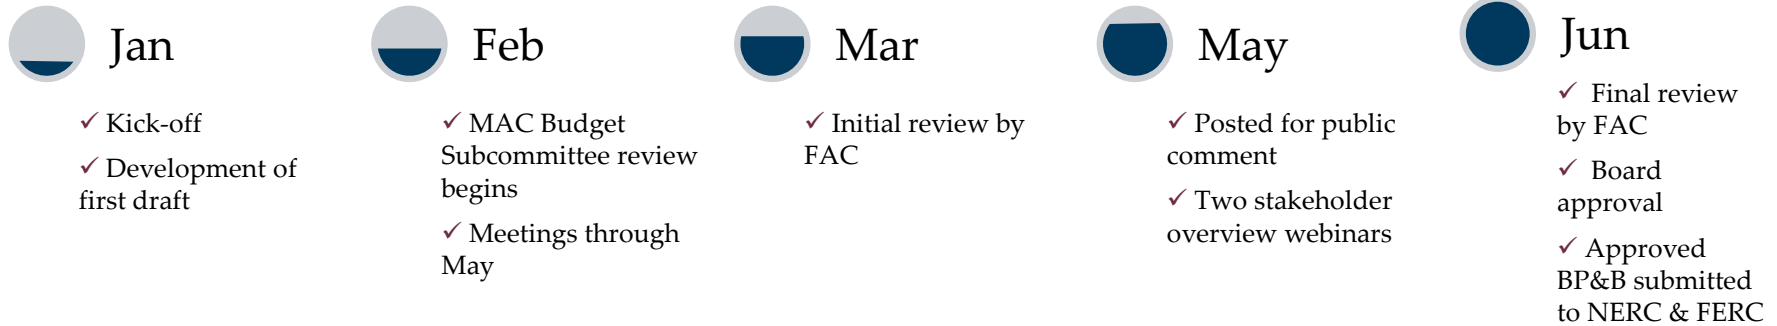 Jan
✓ Kick-off
✓ Development of
first draft
Feb
✓ MAC Budget
Subcommittee review
begins
✓ Meetings through
May
Mar
✓ Initial review by
FAC
May
✓ Posted for public
comment
✓ Two stakeholder
overview webinars
Jun
✓ Final review
by FAC
✓ Board
approval
✓ Approved
BP&B submitted
to NERC & FERC